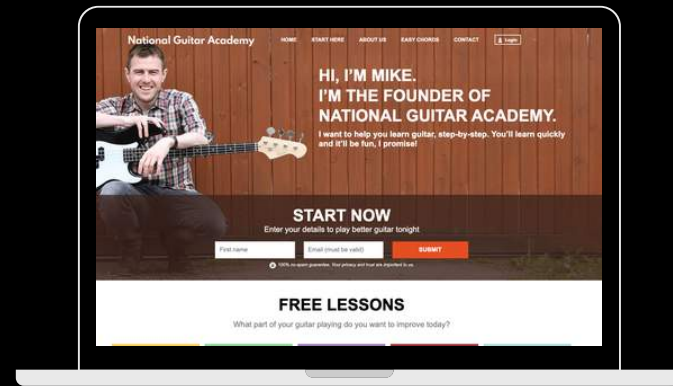 National Guitar Academy
HOME START HERE ABOUT US EASY CHORDS CONTACT Login
HI, I'M MIKE.
I'M THE FOUNDER OF
NATIONAL GUITAR ACADEMY.
I want to help you learn guitar, step-by-step. You'll learn quickly
and it'll be fun, I promise!
START NOW
Enter your details to play better guitar tonight
First name Email (must be valid) SUBMIT
100% no-spam guarantee. Your privacy and trust are important to us.
FREE LESSONS
What part of your guitar playing do you want to improve today?